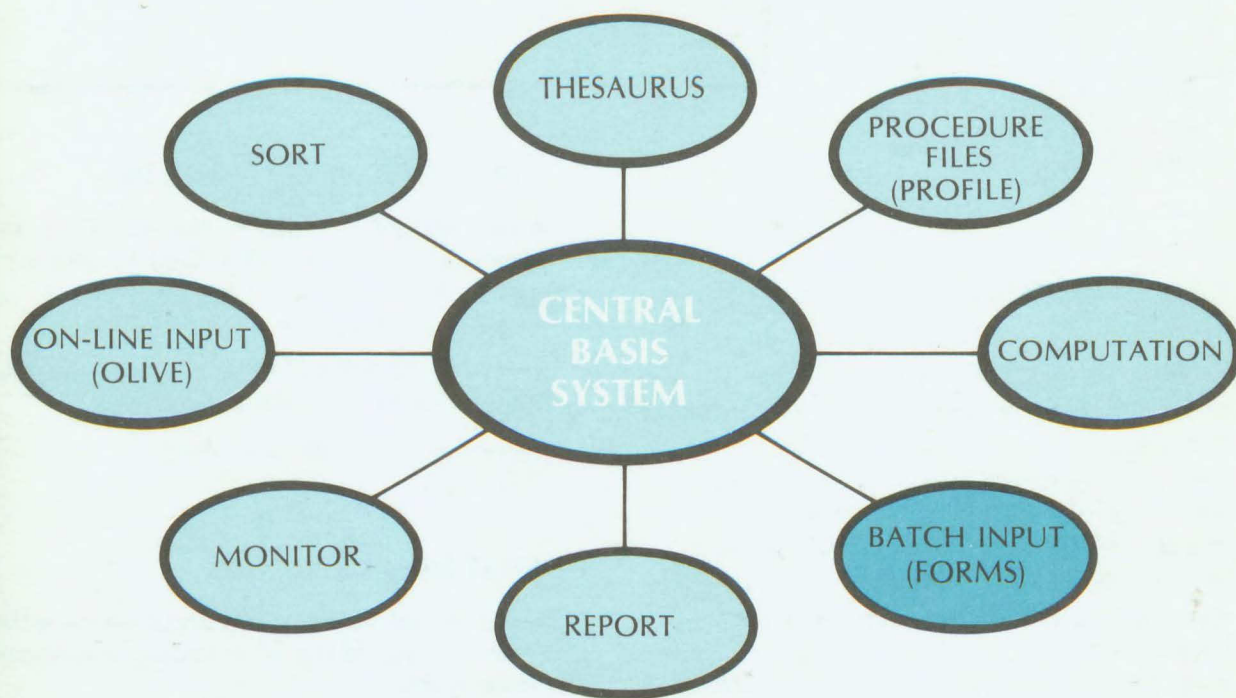 THESAURUS
SORT
PROCEDURE
FILES
(PROFILE)
CENTRAL
BASIS
SYSTEM
ON-LINE INPUT
(OLIVE)
COMPUTATION
MONITOR
BATCH INPUT
(FORMS)
REPORT